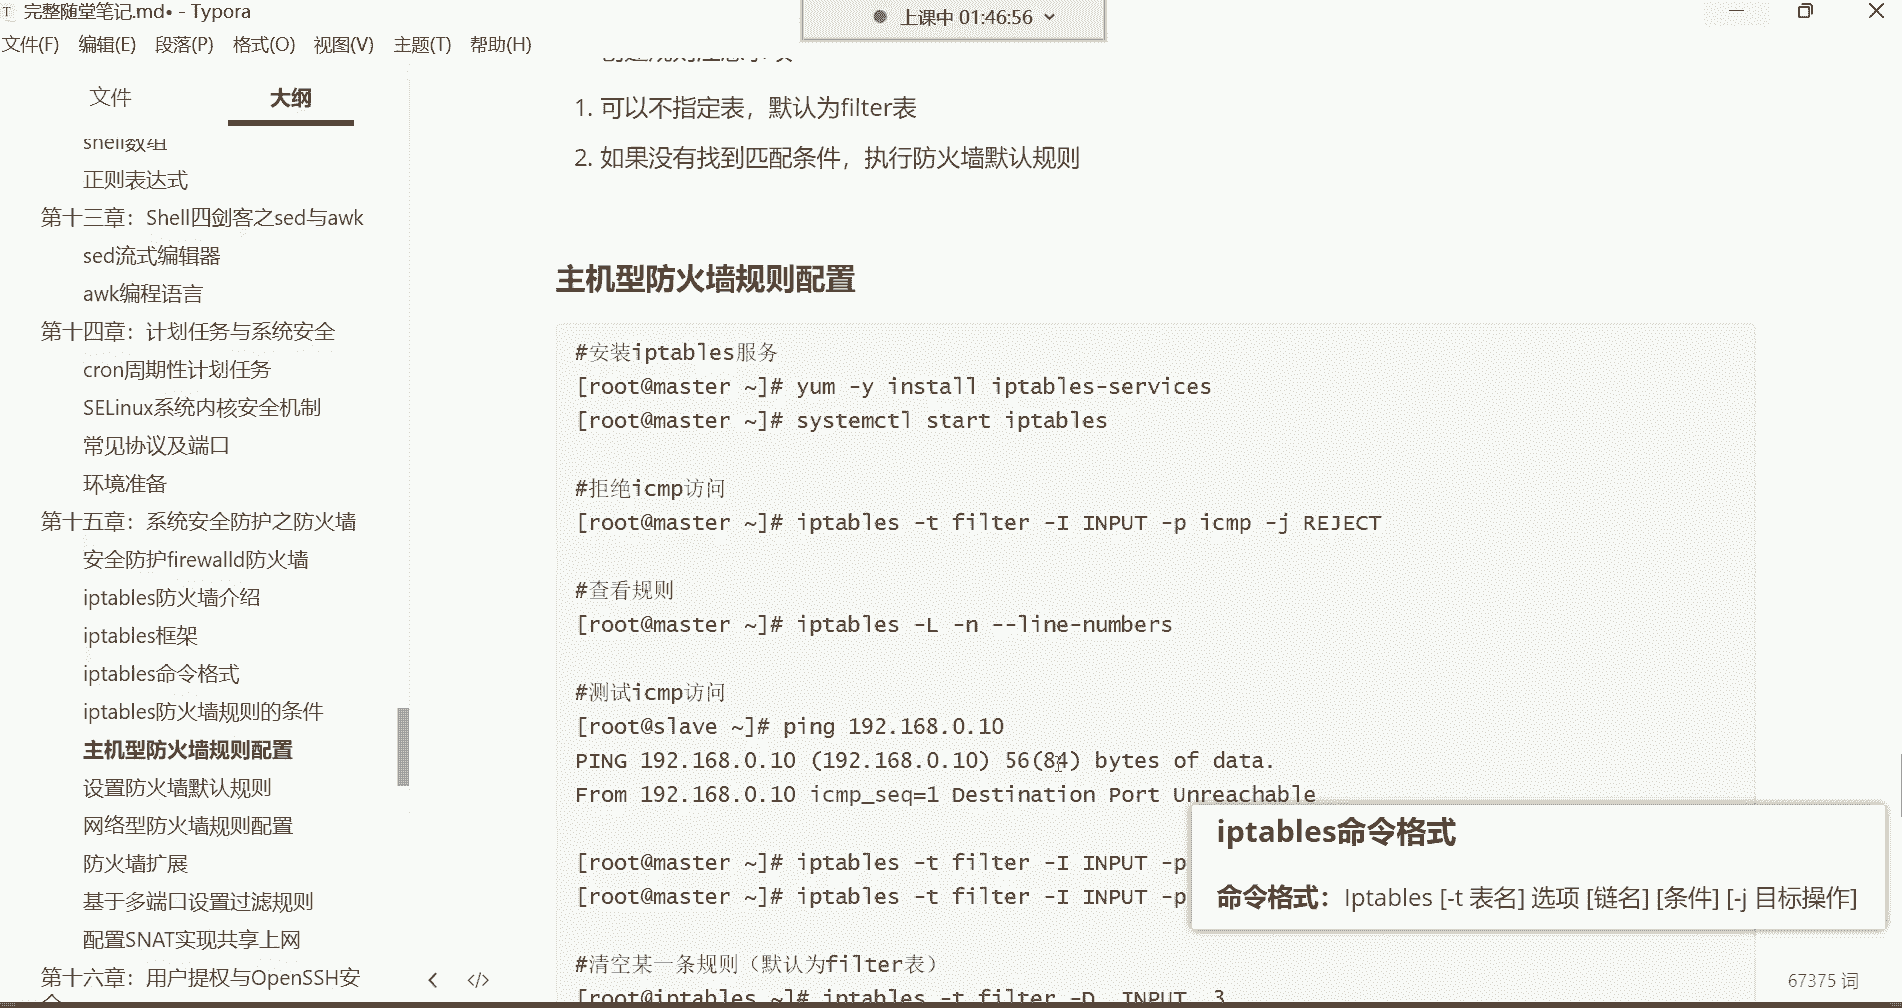 完整随堂笔记.md• - Typora
上课中 01:46:56
文件(F) 编辑(E) 段落(P) 格式(O) 视图(V) 主题(T) 帮助(H)
文件 大纲
shell数组
正则表达式
第十三章：Shell四剑客之sed与awk
sed流式编辑器
awk编程语言
第十四章：计划任务与系统安全
cron周期性计划任务
SELinux系统内核安全机制
常见协议及端口
环境准备
第十五章：系统安全防护之防火墙
安全防护firewalld防火墙
iptables防火墙介绍
iptables框架
iptables命令格式
iptables防火墙规则的条件
主机型防火墙规则配置
设置防火墙默认规则
网络型防火墙规则配置
防火墙扩展
基于多端口设置过滤规则
配置SNAT实现共享上网
第十六章：用户提权与OpenSSH安
1. 可以不指定表，默认为filter表
2. 如果没有找到匹配条件，执行防火墙默认规则
主机型防火墙规则配置
#安装iptables服务
[root@master ~]# yum -y install iptables-services
[root@master ~]# systemctl start iptables
#拒绝icmp访问
[root@master ~]# iptables -t filter -I INPUT -p icmp -j REJECT
#查看规则
[root@master ~]# iptables -L -n --line-numbers
#测试icmp访问
[root@slave ~]# ping 192.168.0.10
PING 192.168.0.10 (192.168.0.10) 56(84) bytes of data.
From 192.168.0.10 icmp_seq=1 Destination Port Unreachable
[root@master ~]# iptables -t filter -I INPUT -p
[root@master ~]# iptables -t filter -I INPUT -p
#清空某一条规则（默认为filter表）
[root@iptables ~]# iptables -t filter -D INPUT 3
iptables命令格式
命令格式：Iptables [-t 表名] 选项 [链名] [条件] [-j 目标操作]
67375 词